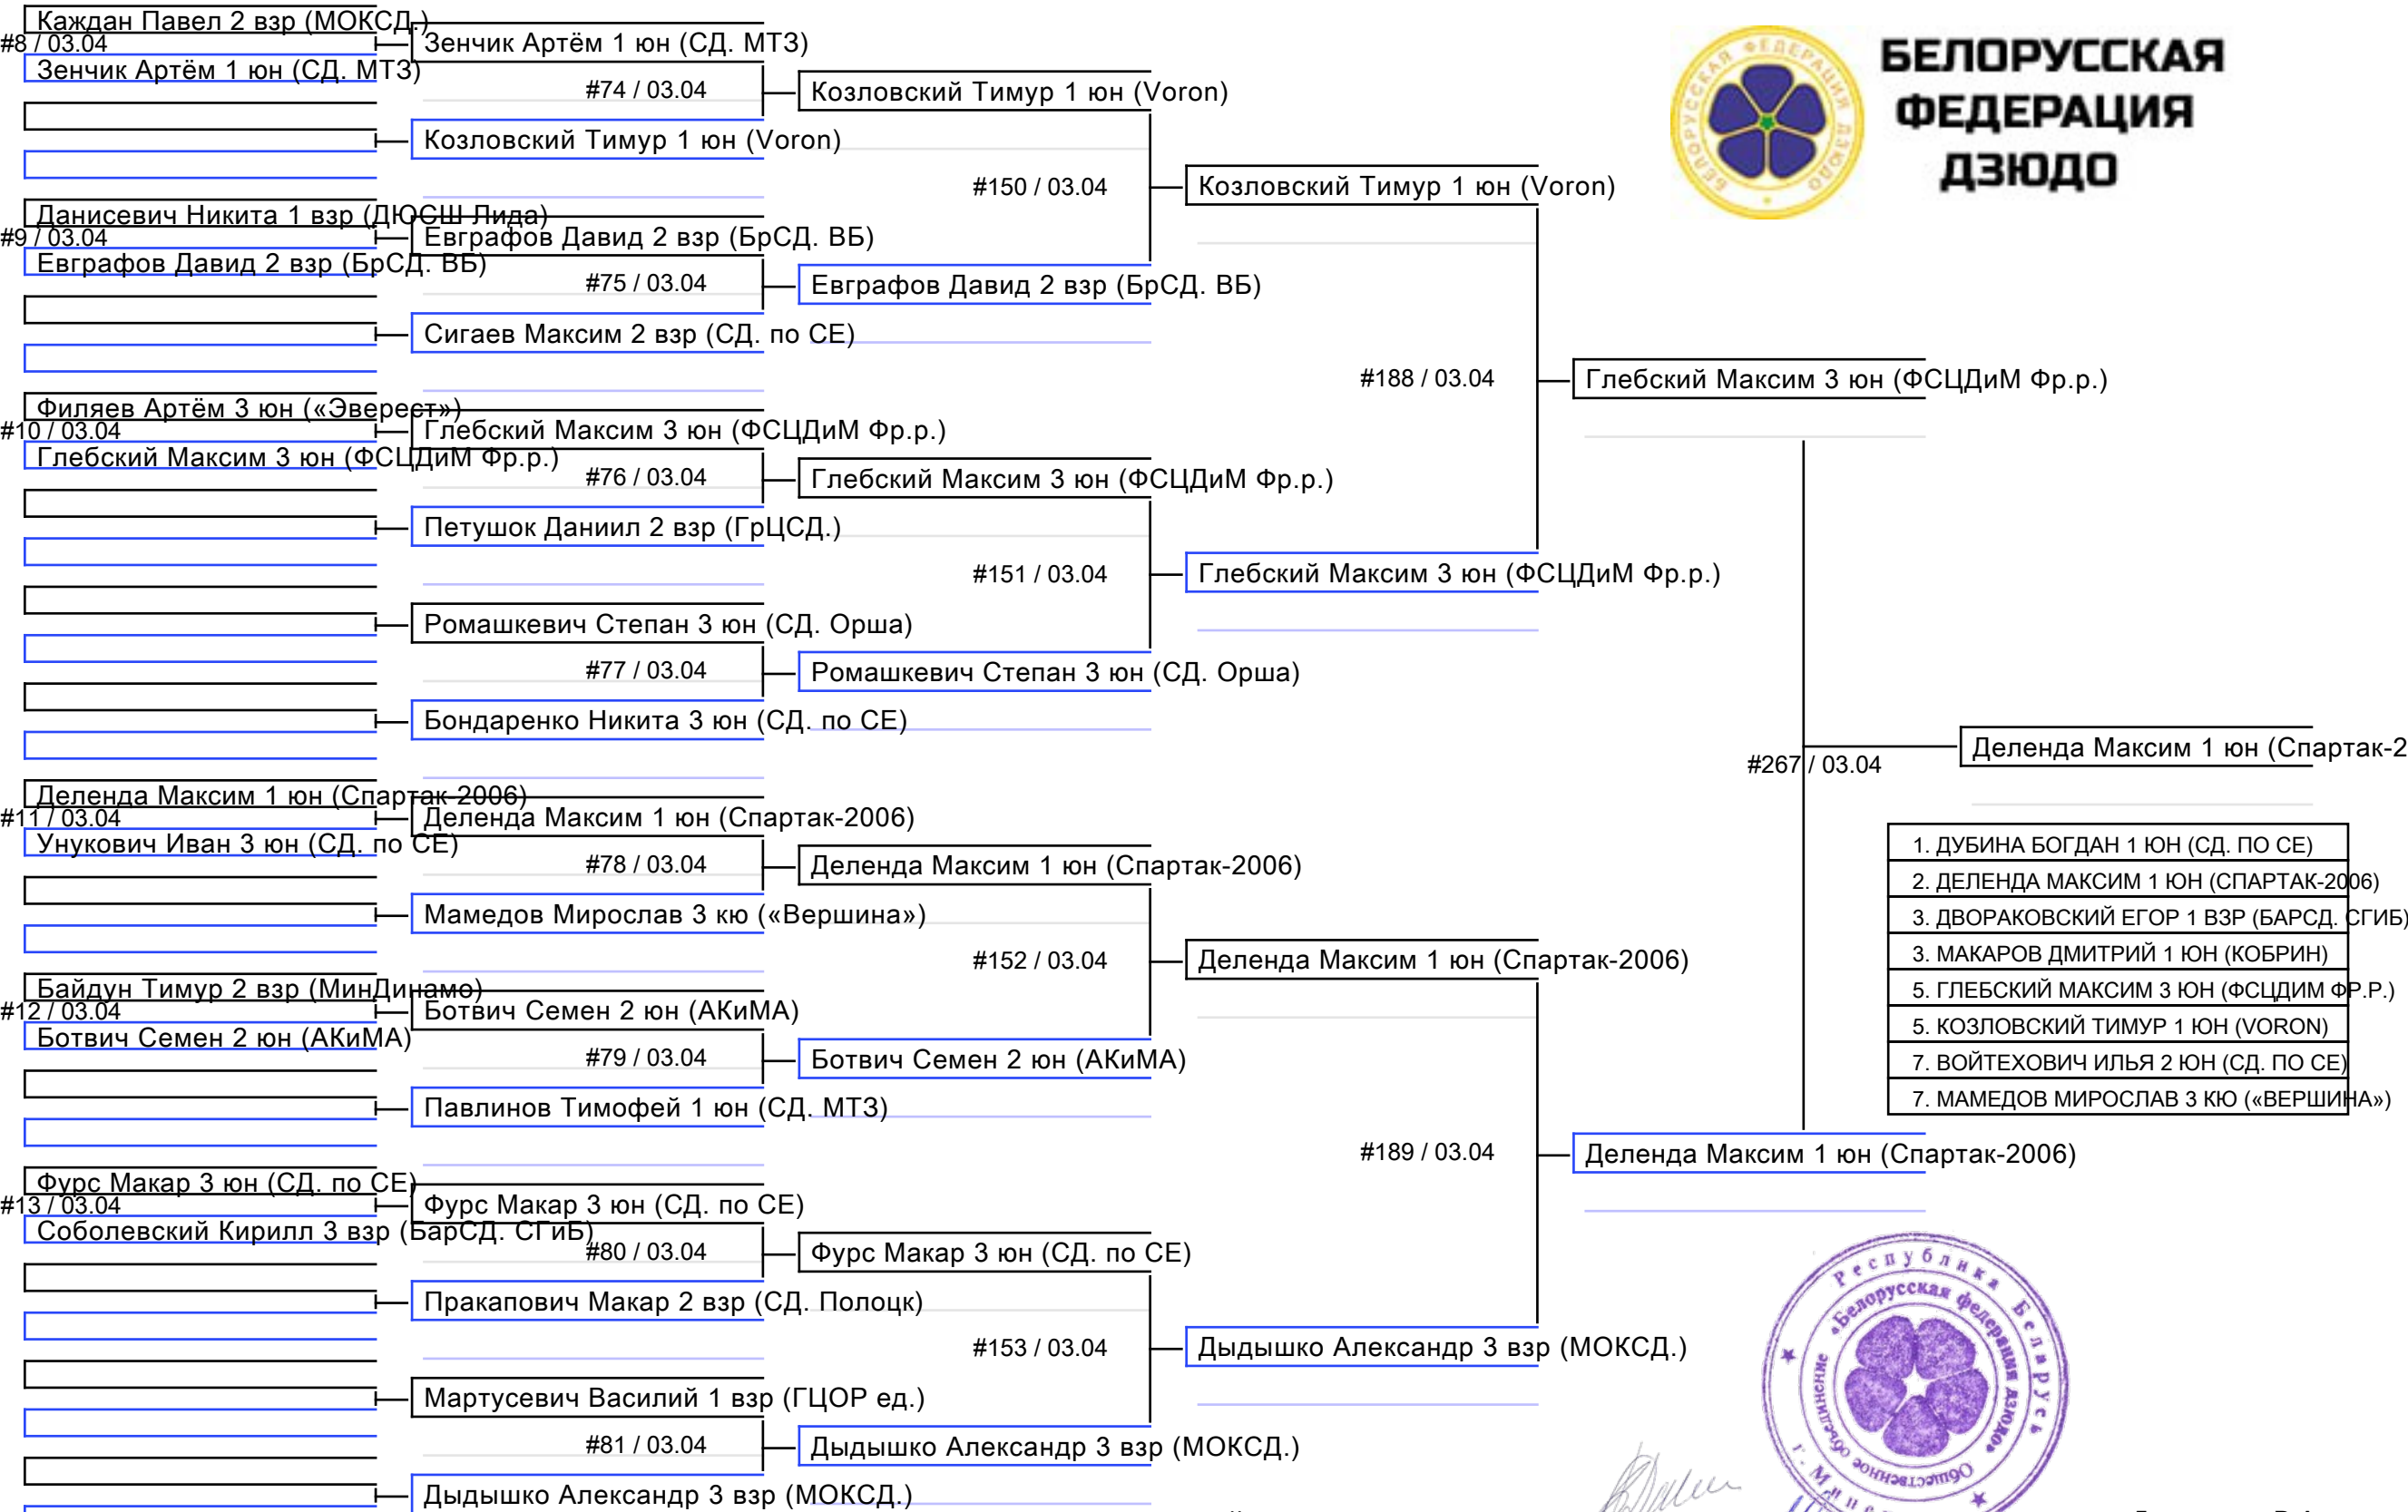 БЕЛОРУССКАЯ
ФЕДЕРАЦИЯ
ДЗЮДО
БЕЛОРУССКАЯ ФЕДЕРАЦИЯ ДЗЮДО
Каждан Павел 2 взр (МОКСД.)
#8 / 03.04
Зенчик Артём 1 юн (СД. МТЗ)
Данисевич Никита 1 взр (ДЮСШ Лида)
#9 / 03.04
Евграфов Давид 2 взр (БрСД. ВБ)
Филяев Артём 3 юн («Эверест»)
#10 / 03.04
Глебский Максим 3 юн (ФСЦДиМ Фр.р.)
Деленда Максим 1 юн (Спартак-2006)
#11 / 03.04
Унукович Иван 3 юн (СД. по СЕ)
Байдун Тимур 2 взр (МинДинамо)
#12 / 03.04
Ботвич Семен 2 юн (АКиМА)
Фурс Макар 3 юн (СД. по СЕ)
#13 / 03.04
Соболевский Кирилл 3 взр (БарСД. СГиБ)
Зенчик Артём 1 юн (СД. МТЗ)
#74 / 03.04
Козловский Тимур 1 юн (Voron)
Евграфов Давид 2 взр (БрСД. ВБ)
#75 / 03.04
Сигаев Максим 2 взр (СД. по СЕ)
Глебский Максим 3 юн (ФСЦДиМ Фр.р.)
#76 / 03.04
Петушок Даниил 2 взр (ГрЦСД.)
Ромашкевич Степан 3 юн (СД. Орша)
#77 / 03.04
Бондаренко Никита 3 юн (СД. по СЕ)
Деленда Максим 1 юн (Спартак-2006)
#78 / 03.04
Мамедов Мирослав 3 кю («Вершина»)
Ботвич Семен 2 юн (АКиМА)
#79 / 03.04
Павлинов Тимофей 1 юн (СД. МТЗ)
Фурс Макар 3 юн (СД. по СЕ)
#80 / 03.04
Пракапович Макар 2 взр (СД. Полоцк)
Мартусевич Василий 1 взр (ГЦОР ед.)
#81 / 03.04
Дыдышко Александр 3 взр (МОКСД.)
Козловский Тимур 1 юн (Voron)
#150 / 03.04
Евграфов Давид 2 взр (БрСД. ВБ)
Глебский Максим 3 юн (ФСЦДиМ Фр.р.)
#151 / 03.04
Ромашкевич Степан 3 юн (СД. Орша)
Деленда Максим 1 юн (Спартак-2006)
#152 / 03.04
Ботвич Семен 2 юн (АКиМА)
Фурс Макар 3 юн (СД. по СЕ)
#153 / 03.04
Дыдышко Александр 3 взр (МОКСД.)
Козловский Тимур 1 юн (Voron)
#188 / 03.04
Глебский Максим 3 юн (ФСЦДиМ Фр.р.)
Деленда Максим 1 юн (Спартак-2006)
#189 / 03.04
Дыдышко Александр 3 взр (МОКСД.)
Глебский Максим 3 юн (ФСЦДиМ Фр.р.)
#267 / 03.04
Деленда Максим 1 юн (Спартак-2006)
Деленда Максим 1 юн (Спартак-2
1. ДУБИНА БОГДАН 1 ЮН (СД. ПО СЕ)
2. ДЕЛЕНДА МАКСИМ 1 ЮН (СПАРТАК-2006)
3. ДВОРАКОВСКИЙ ЕГОР 1 ВЗР (БАРСД. СГИБ)
3. МАКАРОВ ДМИТРИЙ 1 ЮН (КОБРИН)
5. ГЛЕБСКИЙ МАКСИМ 3 ЮН (ФСЦДИМ ФР.Р.)
5. КОЗЛОВСКИЙ ТИМУР 1 ЮН (VORON)
7. ВОЙТЕХОВИЧ ИЛЬЯ 2 ЮН (СД. ПО СЕ)
7. МАМЕДОВ МИРОСЛАВ 3 КЮ («ВЕРШИНА»)
Республика Беларусь
г. Мин
Общественное объединение
«Белорусская федерация дзюдо»